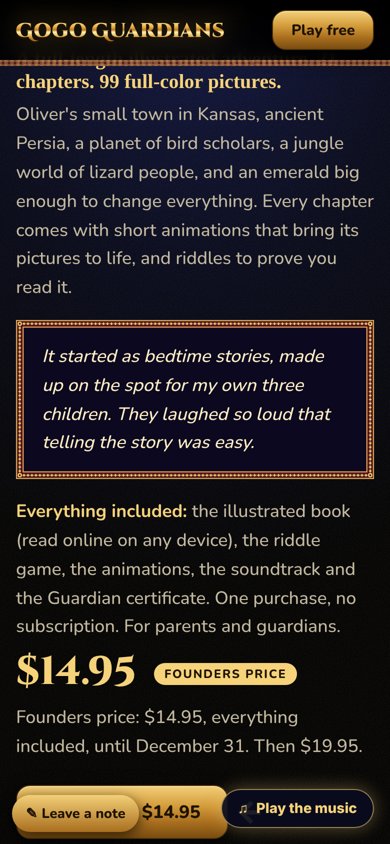 GOGO GUARDIANS
Play free
chapters. 99 full-color pictures.
Oliver's small town in Kansas, ancient
Persia, a planet of bird scholars, a jungle
world of lizard people, and an emerald big
enough to change everything. Every chapter
comes with short animations that bring its
pictures to life, and riddles to prove you
read it.
It started as bedtime stories, made
up on the spot for my own three
children. They laughed so loud that
telling the story was easy.
Everything included: the illustrated book
(read online on any device), the riddle
game, the animations, the soundtrack and
the Guardian certificate. One purchase, no
subscription. For parents and guardians.
$14.95 FOUNDERS PRICE
Founders price: $14.95, everything
included, until December 31. Then $19.95.
✎ Leave a note
$14.95
♫ Play the music